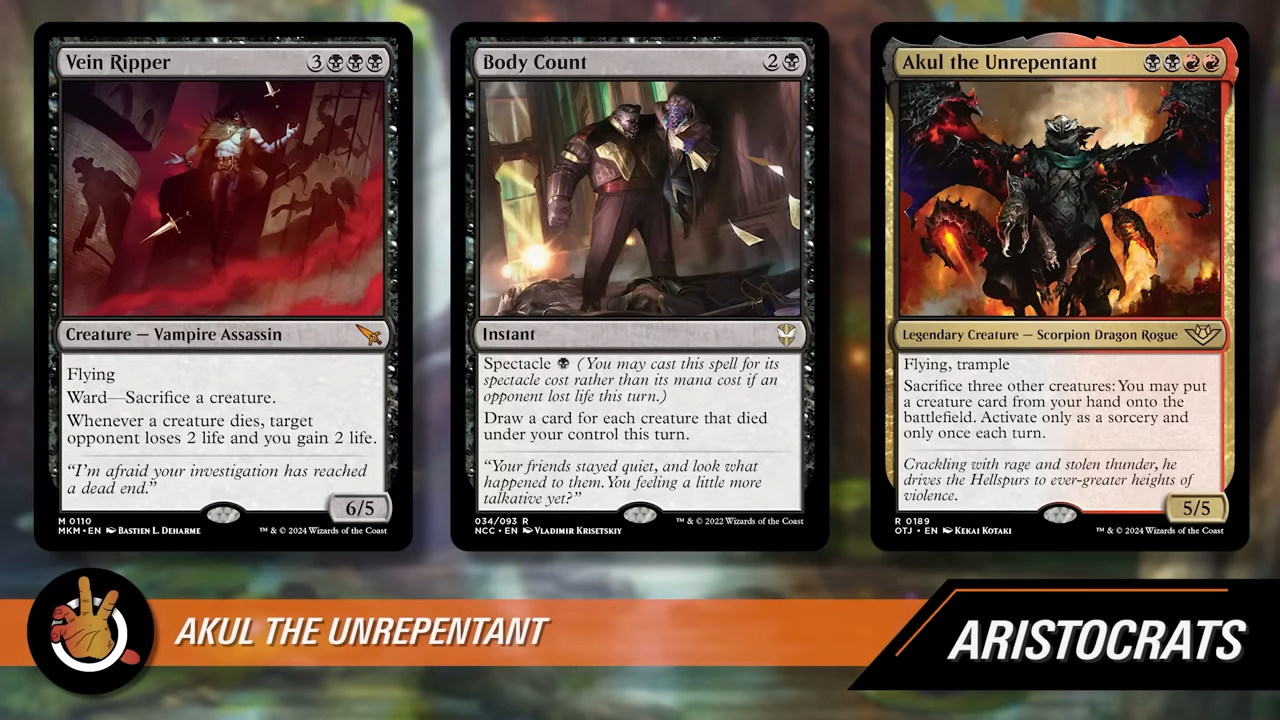 Vein Ripper 3
Creature — Vampire Assassin
Flying
Ward—Sacrifice a creature.
Whenever a creature dies, target
opponent loses 2 life and you gain 2 life.
“I’m afraid your investigation has reached
a dead end.”
6/5
M 0110
MKM • EN BASTIEN L. DEHARME ™ & © 2024 Wizards of the Coast
Body Count 2
Instant
Spectacle (You may cast this spell for its
spectacle cost rather than its mana cost if an
opponent lost life this turn.)
Draw a card for each creature that died
under your control this turn.
“Your friends stayed quiet, and look what
happened to them. You feeling a little more
talkative yet?”
034/093 R ™ & © 2022 Wizards of the Coast
NCC • EN VLADIMIR KRISETSKIY
Akul the Unrepentant
Legendary Creature — Scorpion Dragon Rogue
Flying, trample
Sacrifice three other creatures: You may put
a creature card from your hand onto the
battlefield. Activate only as a sorcery and
only once each turn.
Crackling with rage and stolen thunder, he
drives the Hellspurs to ever-greater heights of
violence.
5/5
R 0189
OTJ • EN KEKAI KOTAKI ™ & © 2024 Wizards of the Coast
AKUL THE UNREPENTANT
ARISTOCRATS